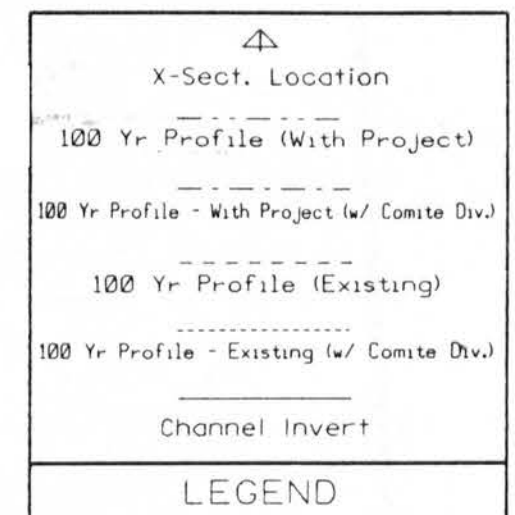 X-Sect. Location
100 Yr Profile (With Project)
100 Yr Profile - With Project (w/ Comite Div.)
100 Yr Profile (Existing)
100 Yr Profile - Existing (w/ Comite Div.)
Channel Invert
LEGEND